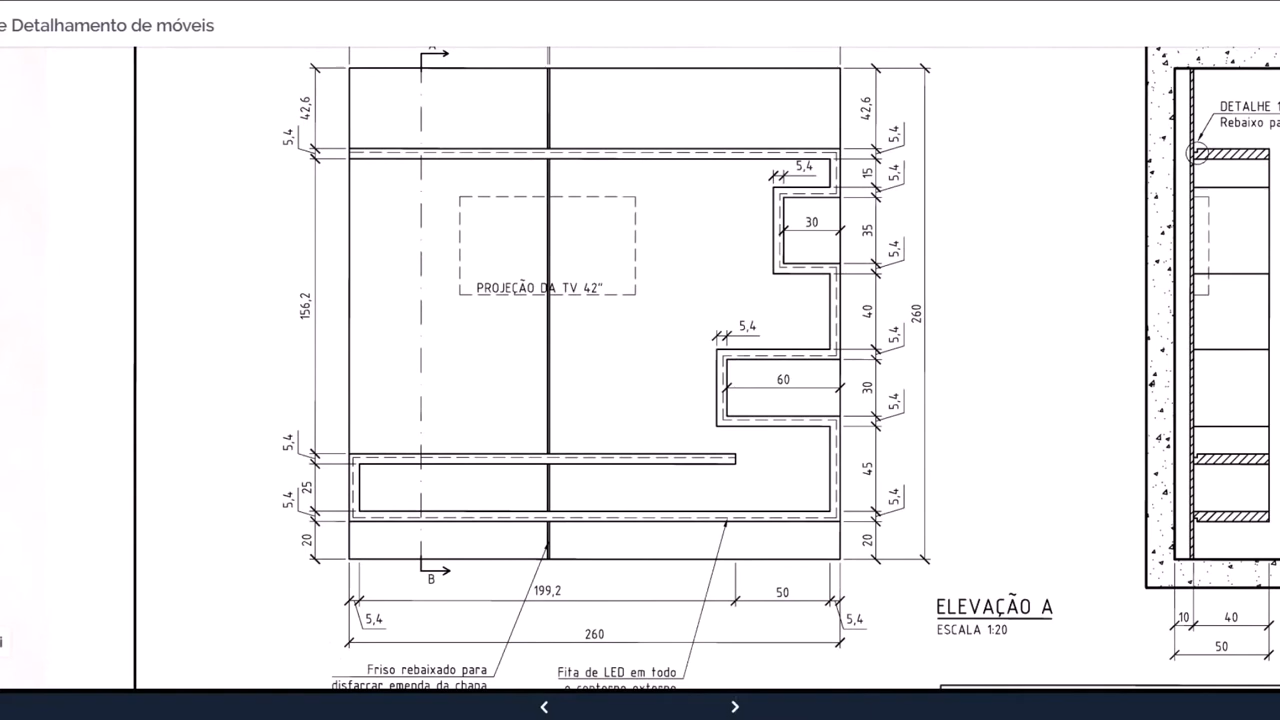 e Detalhamento de móveis
42,6
5,4
156,2
5,4
25
5,4
20
PROJEÇÃO DA TV 42"
5,4
30
5,4
60
42,6
5,4
15
5,4
35
5,4
40
5,4
30
5,4
45
5,4
20
260
B
199,2
50
5,4
5,4
260
Friso rebaixado para
disfarçar emenda da chapa
Fita de LED em todo
o contorno externo
ELEVAÇÃO A
ESCALA 1:20
DETALHE 1
Rebaixo pa
10
40
50
i